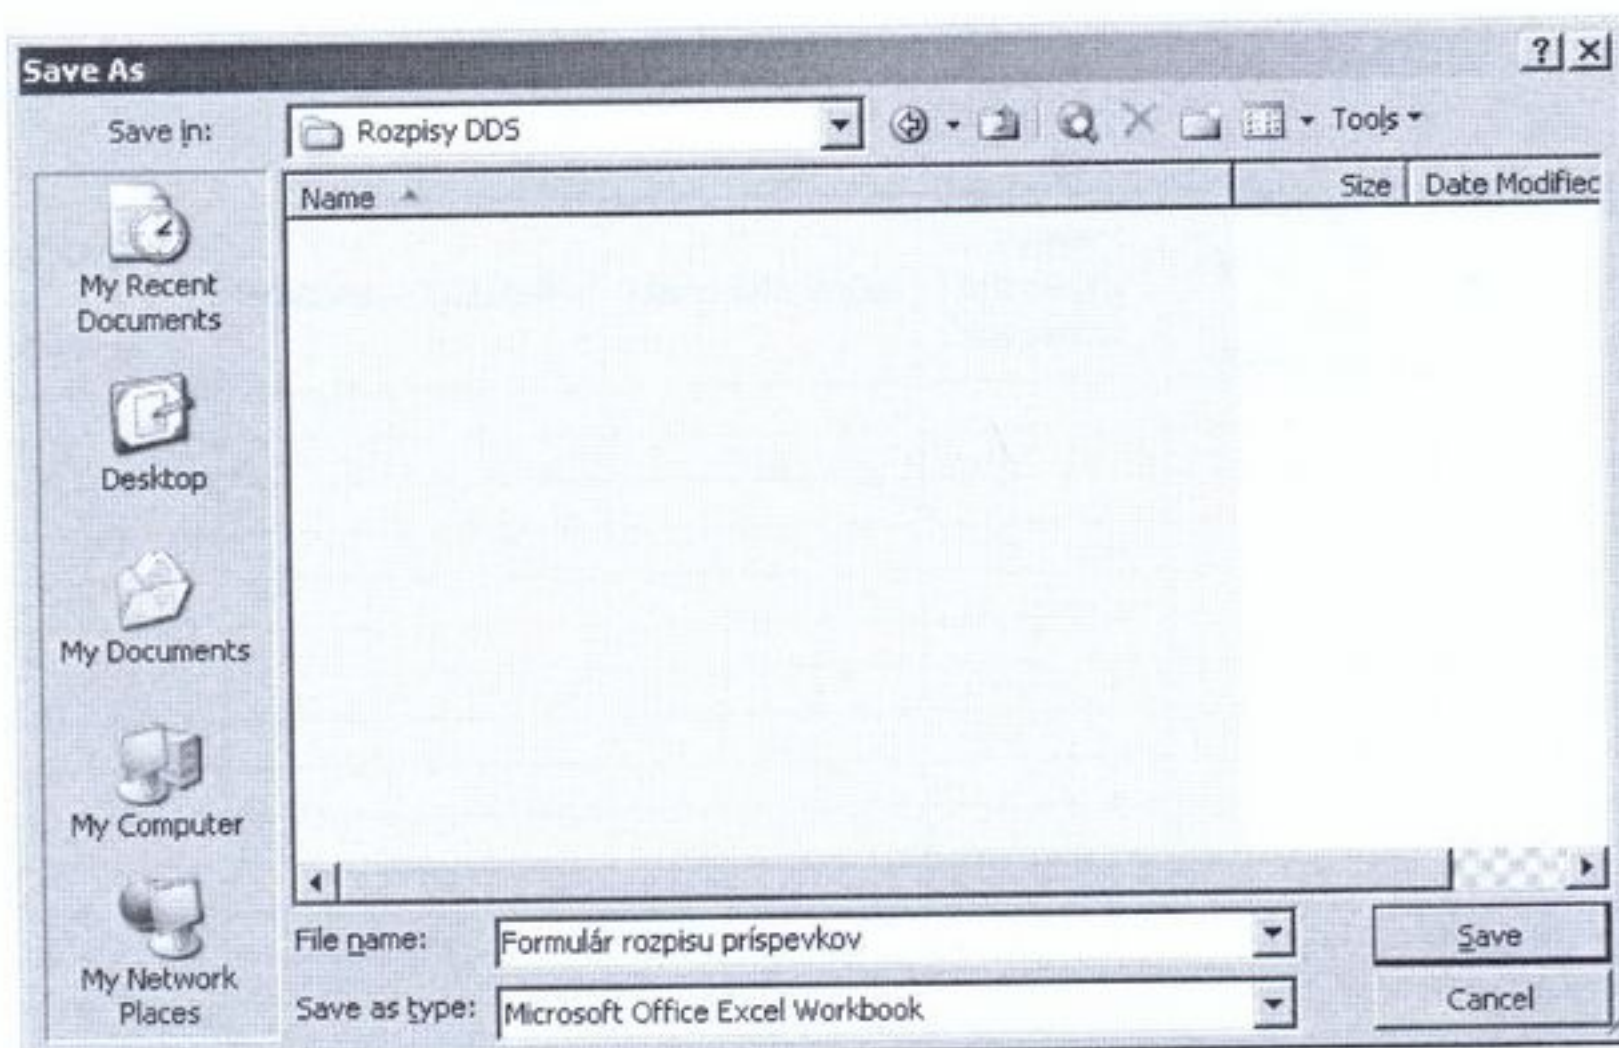 Save As
Save in:
Rozpisy DDS
Tools
Name
Size
Date Modified
My Recent
Documents
Desktop
My Documents
My Computer
My Network
Places
File name:
Formulár rozpisu príspevkov
Save
Save as type:
Microsoft Office Excel Workbook
Cancel